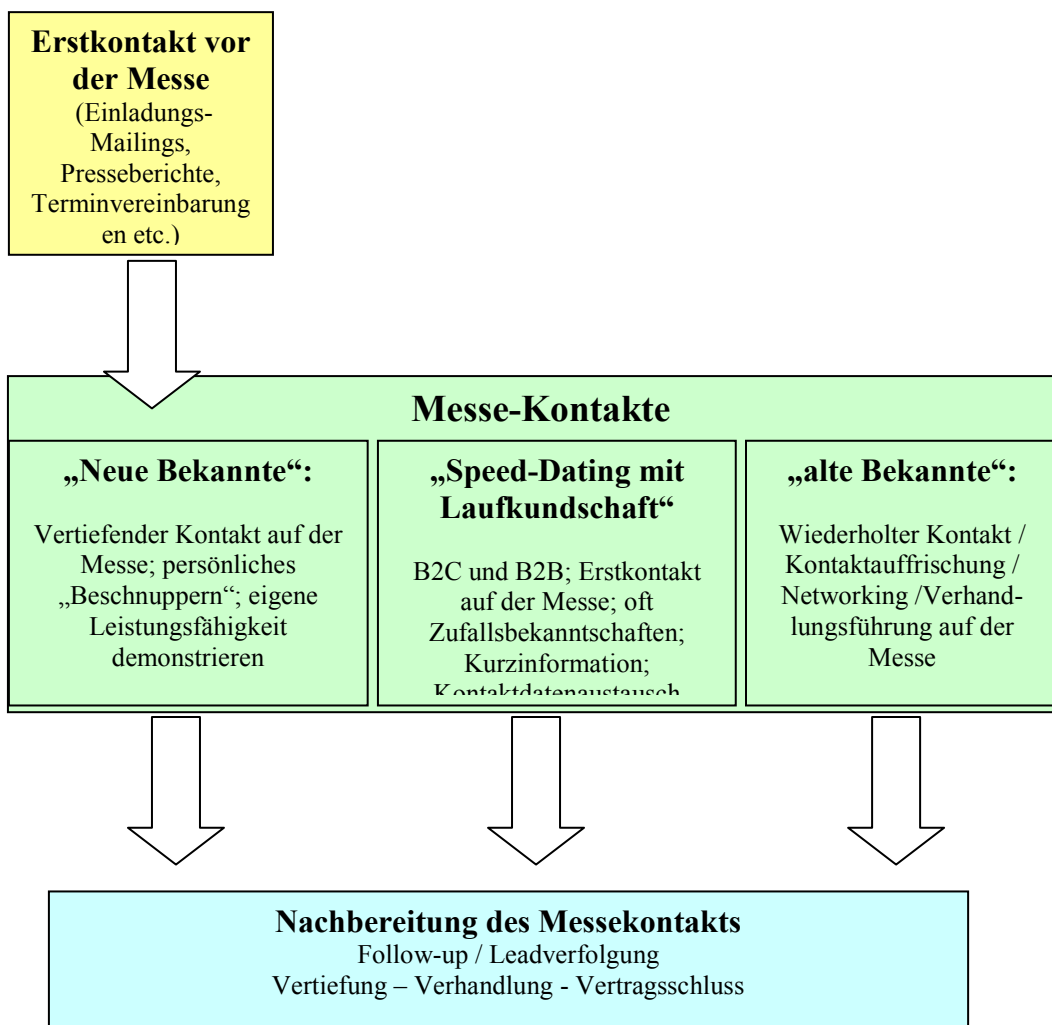 Erstkontakt vor
der Messe
(Einladungs-
Mailings,
Presseberichte,
Terminvereinbarung
en etc.)
Messe-Kontakte
„Neue Bekannte“:
Vertiefender Kontakt auf der
Messe; persönliches
„Beschnuppern“; eigene
Leistungsfähigkeit
demonstrieren
„Speed-Dating mit
Laufkundschaft“
B2C und B2B; Erstkontakt
auf der Messe; oft
Zufallsbekanntschaften;
Kurzinformation;
Kontaktdatenaustausch
„alte Bekannte“:
Wiederholter Kontakt /
Kontaktauffrischung /
Networking /Verhand-
lungsführung auf der
Messe
Nachbereitung des Messekontakts
Follow-up / Leadverfolgung
Vertiefung – Verhandlung - Vertragsschluss